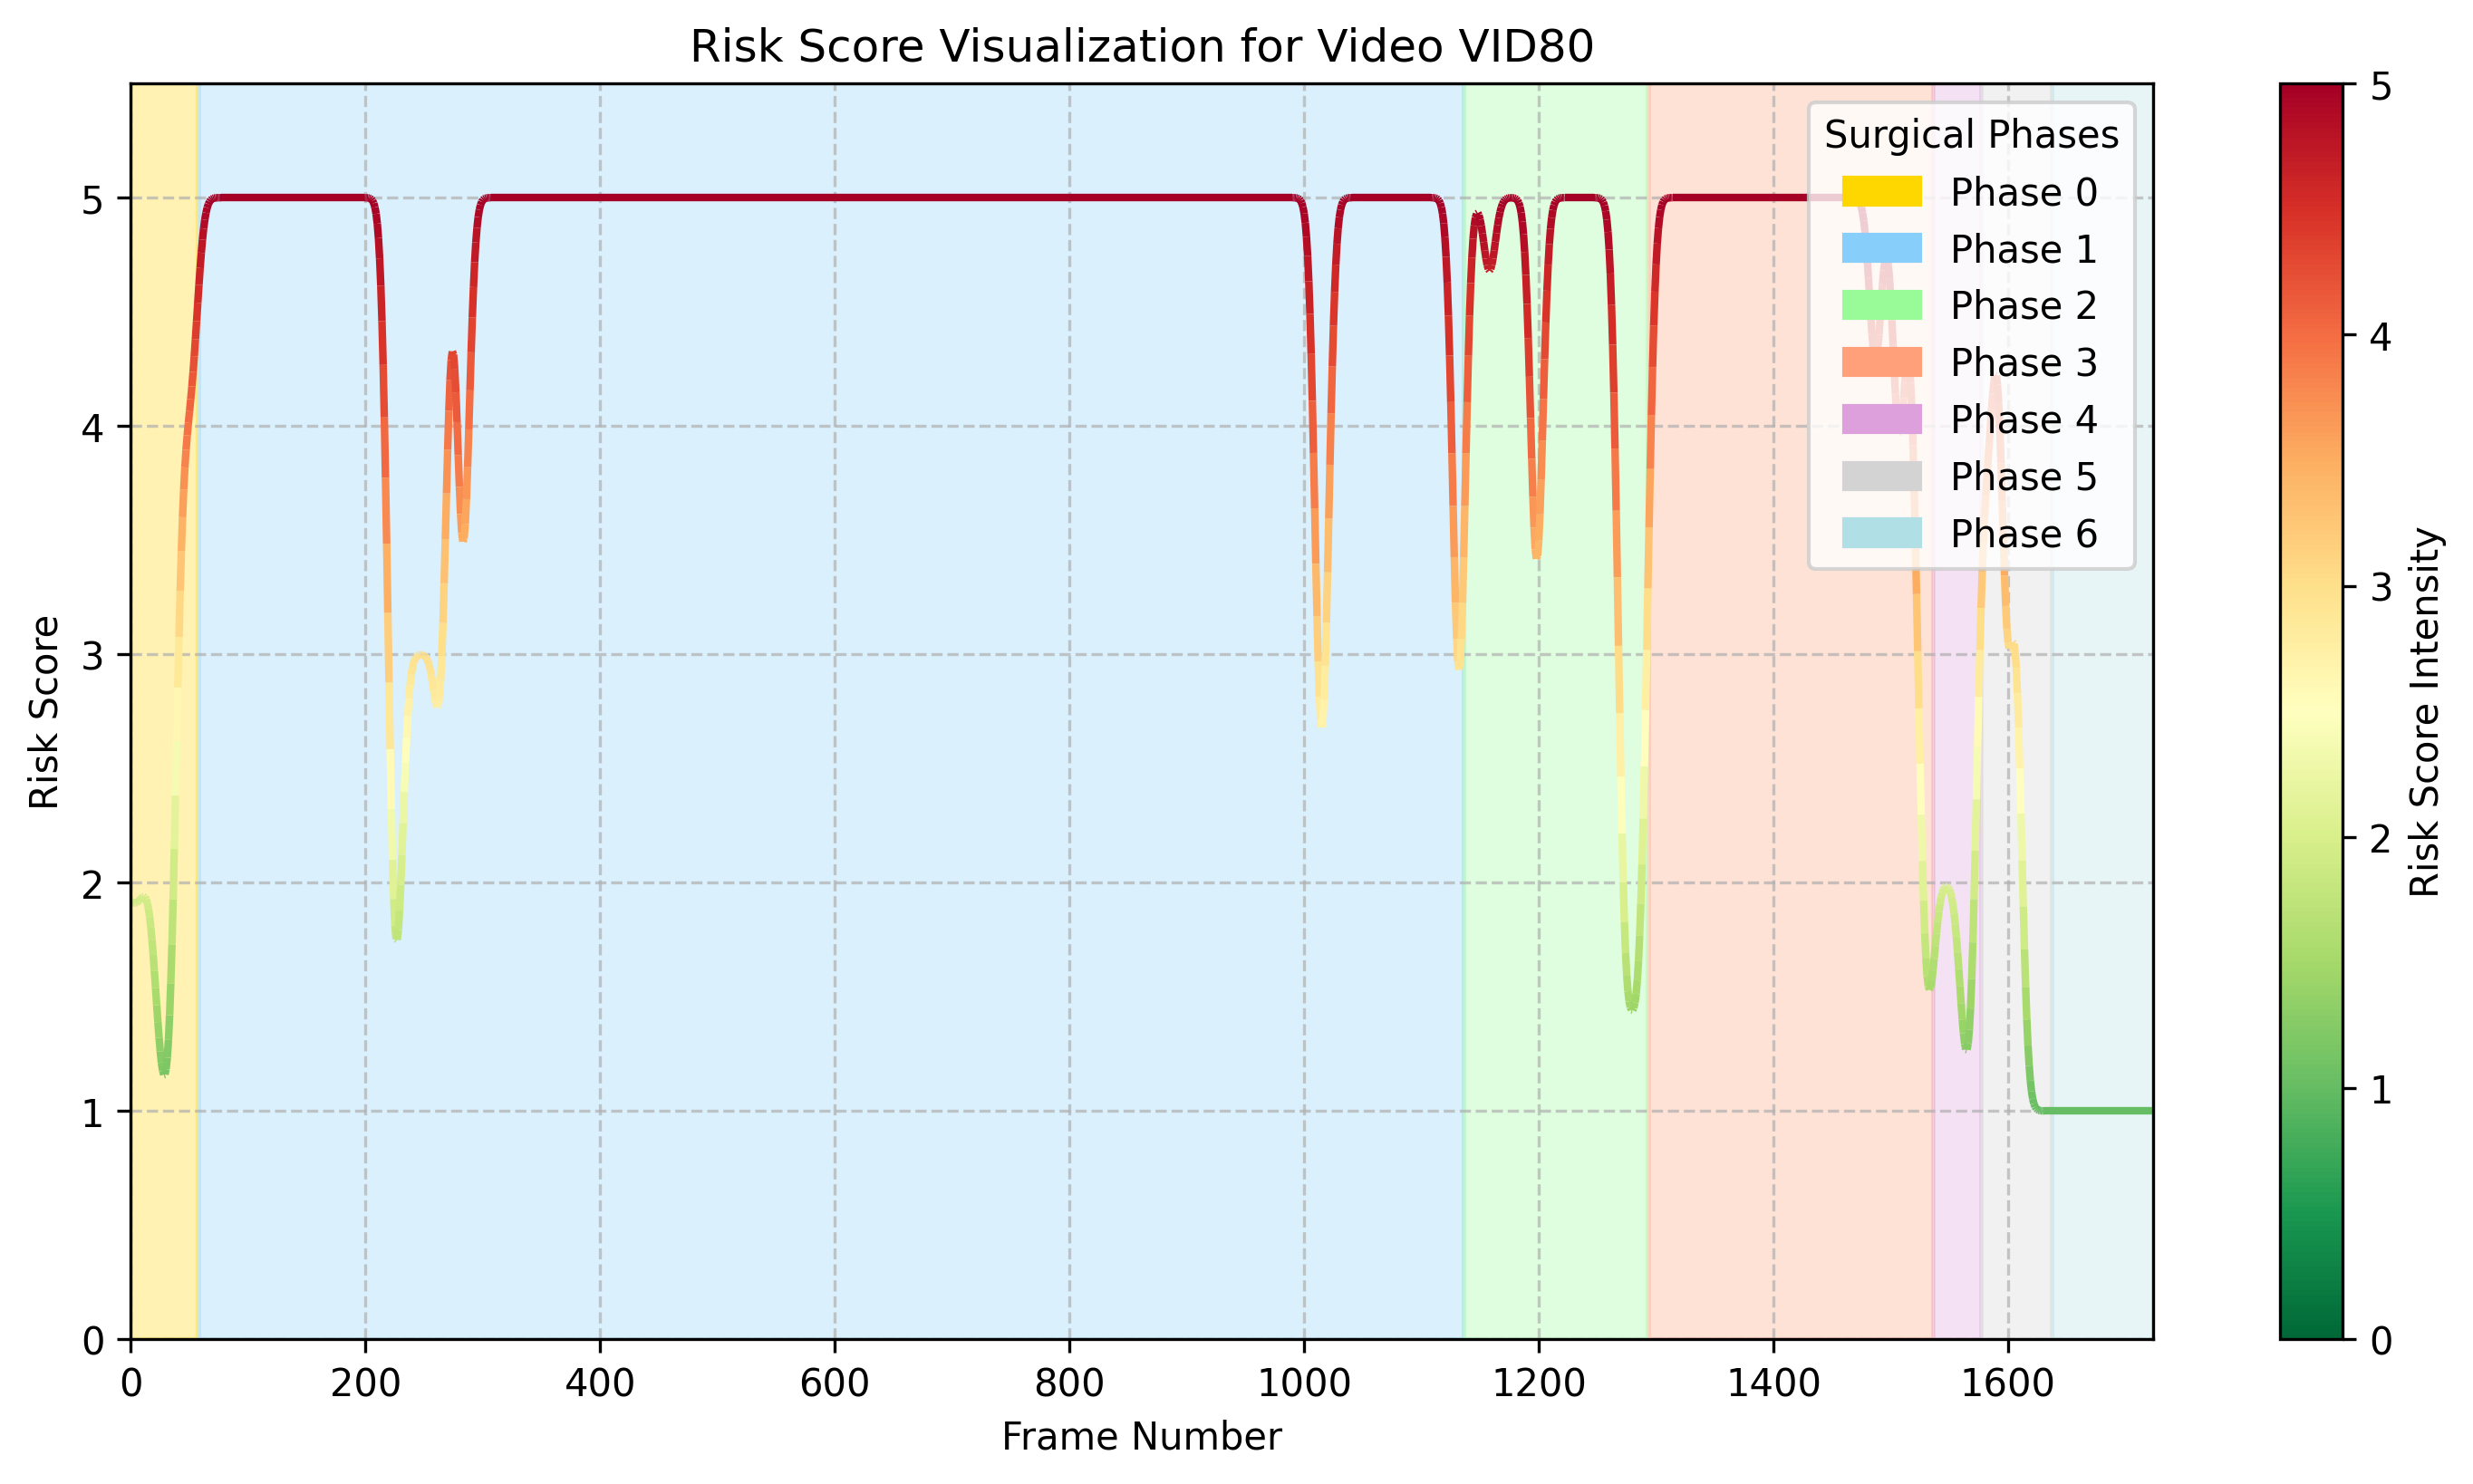 Risk Score Visualization for Video VID80
Risk Score
5
4
3
2
1
0
0 200 400 600 800 1000 1200 1400 1600
Frame Number
Surgical Phases
Phase 0
Phase 1
Phase 2
Phase 3
Phase 4
Phase 5
Phase 6
5
4
3
2
1
0
Risk Score Intensity